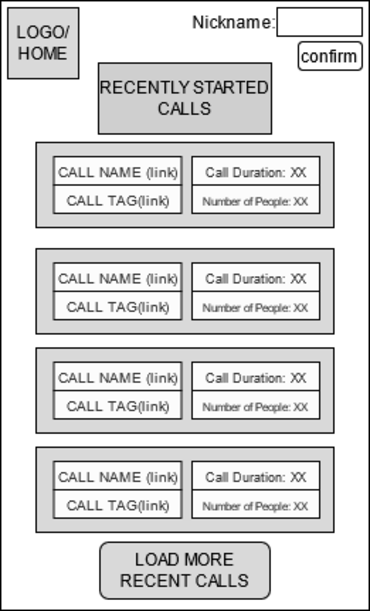 LOGO/
HOME
Nickname:
confirm
RECENTLY STARTED
CALLS
CALL NAME (link)
CALL TAG(link)
Call Duration: XX
Number of People: XX
CALL NAME (link)
CALL TAG(link)
Call Duration: XX
Number of People: XX
CALL NAME (link)
CALL TAG(link)
Call Duration: XX
Number of People: XX
CALL NAME (link)
CALL TAG(link)
Call Duration: XX
Number of People: XX
LOAD MORE
RECENT CALLS